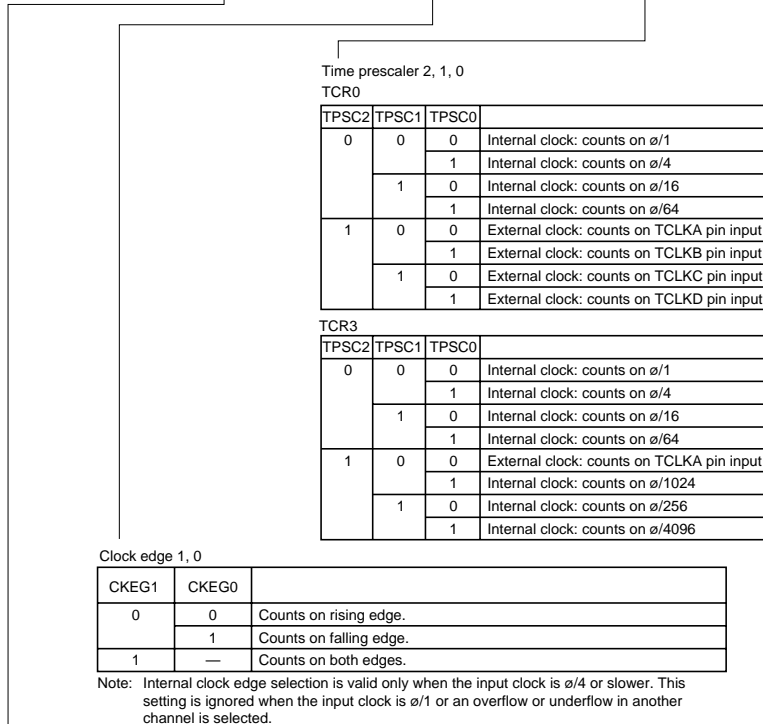 Time prescaler 2, 1, 0
TCR0
TPSC2 TPSC1 TPSC0
0 0 0 Internal clock: counts on ø/1
1 Internal clock: counts on ø/4
1 0 Internal clock: counts on ø/16
1 Internal clock: counts on ø/64
1 0 0 External clock: counts on TCLKA pin input
1 External clock: counts on TCLKB pin input
1 0 External clock: counts on TCLKC pin input
1 External clock: counts on TCLKD pin input
TCR3
TPSC2 TPSC1 TPSC0
0 0 0 Internal clock: counts on ø/1
1 Internal clock: counts on ø/4
1 0 Internal clock: counts on ø/16
1 Internal clock: counts on ø/64
1 0 0 External clock: counts on TCLKA pin input
1 Internal clock: counts on ø/1024
1 0 Internal clock: counts on ø/256
1 Internal clock: counts on ø/4096
Clock edge 1, 0
CKEG1 CKEG0
0 0 Counts on rising edge.
1 Counts on falling edge.
1 — Counts on both edges.
Note: Internal clock edge selection is valid only when the input clock is ø/4 or slower. This
setting is ignored when the input clock is ø/1 or an overflow or underflow in another
channel is selected.